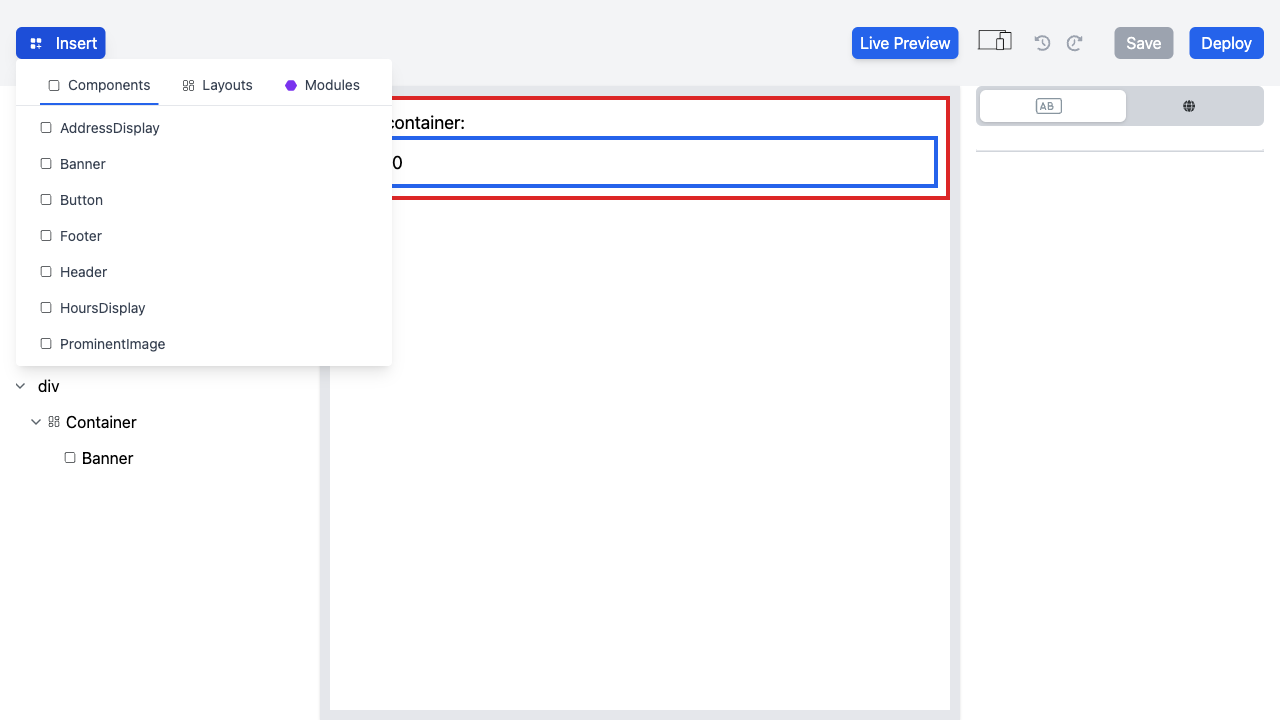 Insert
Live Preview
Save
Deploy
Components
Layouts
Modules
AB
AddressDisplay
container:
Banner
0
Button
Footer
Header
HoursDisplay
ProminentImage
div
Container
Banner